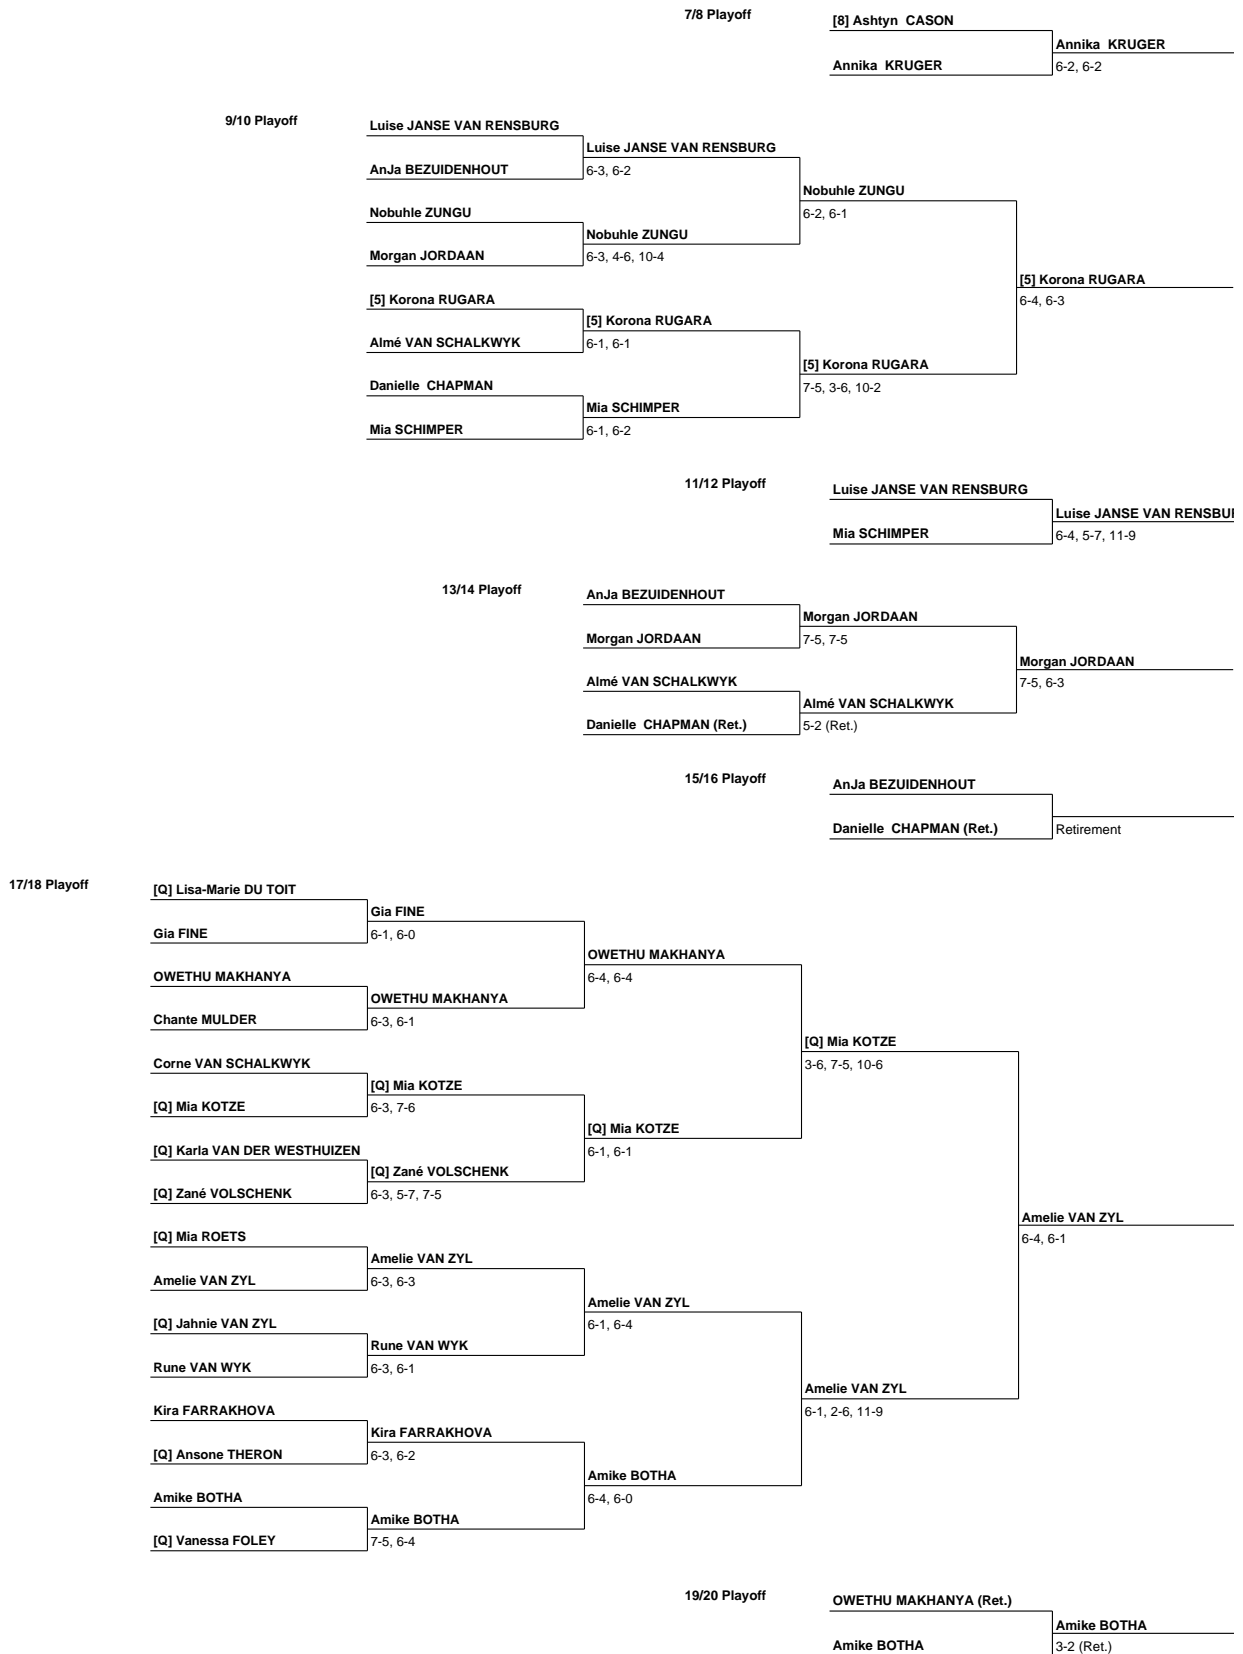 7/8 Playoff
[8] Ashtyn  CASON
Annika  KRUGER
Annika  KRUGER
6-2, 6-2
9/10 Playoff
Luise JANSE VAN RENSBURG
Luise JANSE VAN RENSBURG
AnJa BEZUIDENHOUT
6-3, 6-2
Nobuhle ZUNGU
Nobuhle ZUNGU
6-2, 6-1
Nobuhle ZUNGU
Morgan JORDAAN
6-3, 4-6, 10-4
[5] Korona RUGARA
6-4, 6-3
[5] Korona RUGARA
[5] Korona RUGARA
Almé VAN SCHALKWYK
6-1, 6-1
[5] Korona RUGARA
Danielle  CHAPMAN
7-5, 3-6, 10-2
Mia SCHIMPER
Mia SCHIMPER
6-1, 6-2
11/12 Playoff
Luise JANSE VAN RENSBURG
Luise JANSE VAN RENSBU
Mia SCHIMPER
6-4, 5-7, 11-9
13/14 Playoff
AnJa BEZUIDENHOUT
Morgan JORDAAN
Morgan JORDAAN
7-5, 7-5
Morgan JORDAAN
7-5, 6-3
Almé VAN SCHALKWYK
Almé VAN SCHALKWYK
Danielle  CHAPMAN (Ret.)
5-2 (Ret.)
15/16 Playoff
AnJa BEZUIDENHOUT
Danielle  CHAPMAN (Ret.)
Retirement
17/18 Playoff
[Q] Lisa-Marie DU TOIT
Gia FINE
Gia FINE
6-1, 6-0
OWETHU MAKHANYA
6-4, 6-4
OWETHU MAKHANYA
OWETHU MAKHANYA
Chante MULDER
6-3, 6-1
[Q] Mia KOTZE
3-6, 7-5, 10-6
Corne VAN SCHALKWYK
[Q] Mia KOTZE
[Q] Mia KOTZE
6-3, 7-6
[Q] Mia KOTZE
6-1, 6-1
[Q] Karla VAN DER WESTHUIZEN
[Q] Zané VOLSCHENK
[Q] Zané VOLSCHENK
6-3, 5-7, 7-5
Amelie VAN ZYL
6-4, 6-1
[Q] Mia ROETS
Amelie VAN ZYL
Amelie VAN ZYL
6-3, 6-3
Amelie VAN ZYL
6-1, 6-4
[Q] Jahnie VAN ZYL
Rune VAN WYK
Rune VAN WYK
6-3, 6-1
Amelie VAN ZYL
6-1, 2-6, 11-9
Kira FARRAKHOVA
Kira FARRAKHOVA
[Q] Ansone THERON
6-3, 6-2
Amike BOTHA
6-4, 6-0
Amike BOTHA
Amike BOTHA
[Q] Vanessa FOLEY
7-5, 6-4
19/20 Playoff
OWETHU MAKHANYA (Ret.)
Amike BOTHA
Amike BOTHA
3-2 (Ret.)